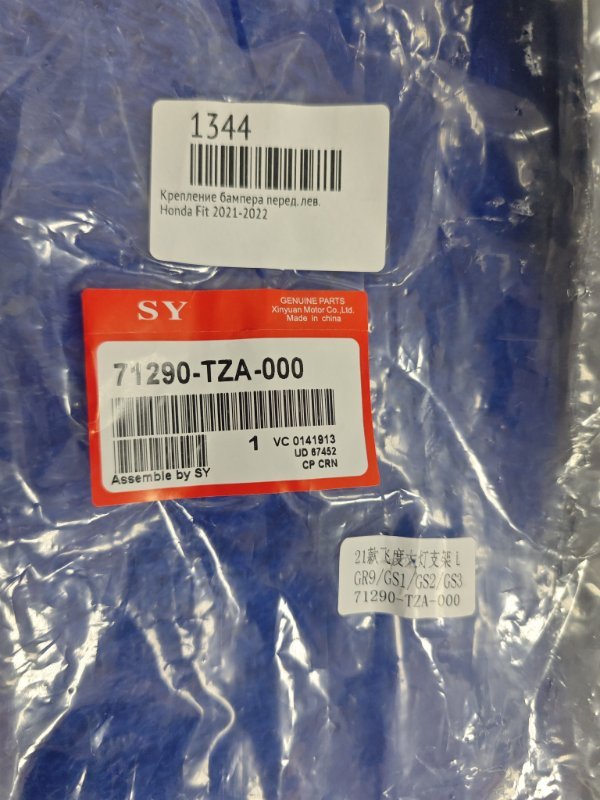 1344
Крепление бампера перед. лев.
Honda Fit 2021-2022
SY
GENUINE PARTS
Xinyuan Motor Co.,Ltd.
Made in china
71290-TZA-000
1
VC 0141913
UD 67452
CP CRN
Assemble by SY
21款飞度大灯支架 L
GR9/GS1/GS2/GS3
71290-TZA-000